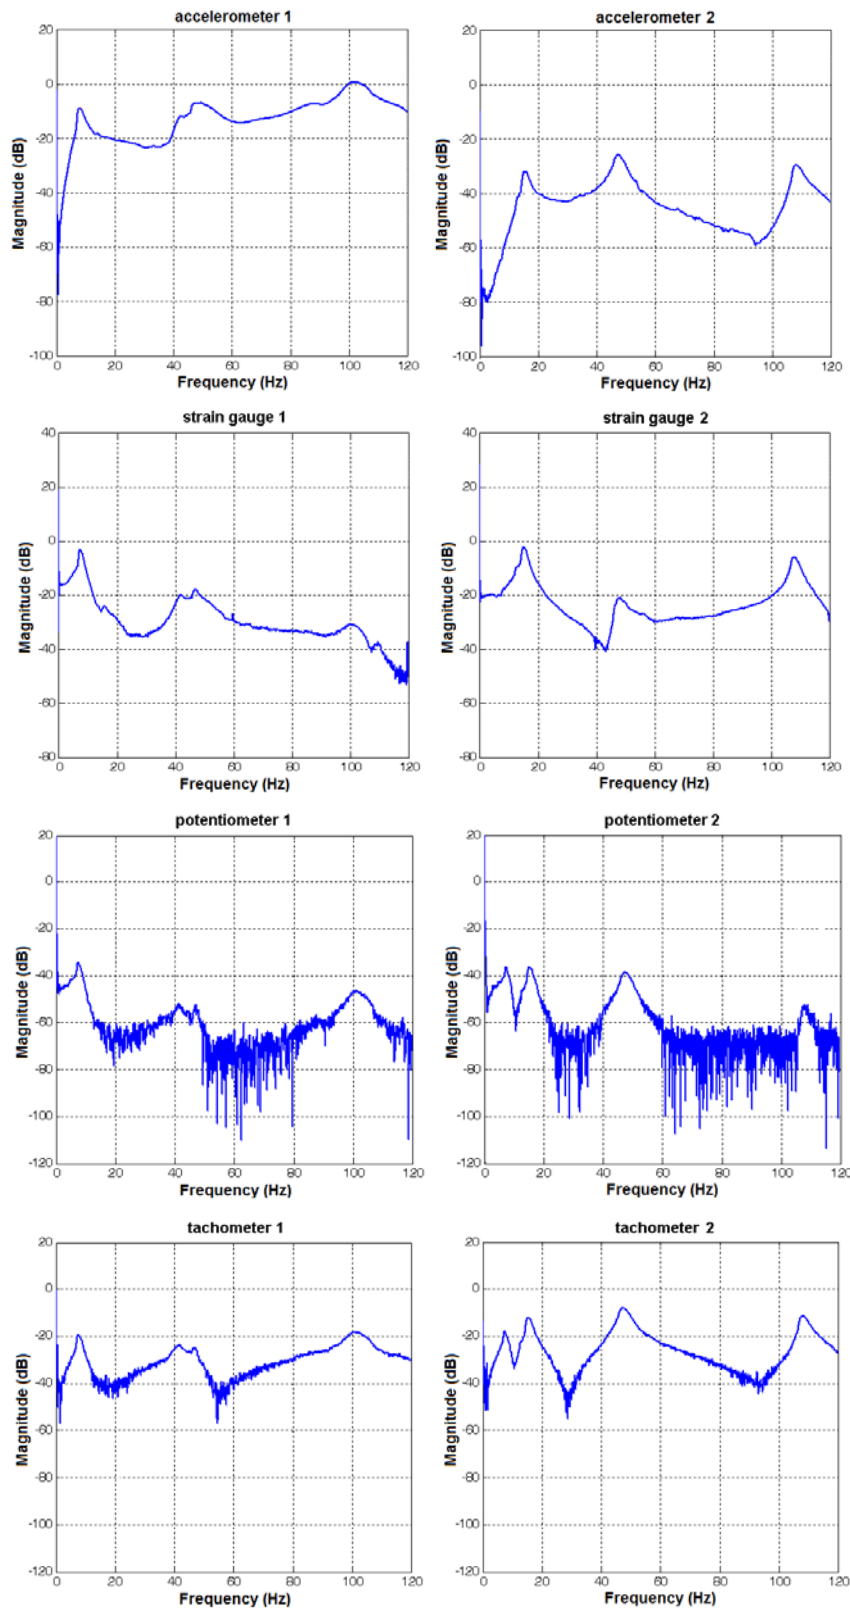 accelerometer 1
accelerometer 2
20
0
-20
-40
-60
-80
-100
Magnitude (dB)
0 20 40 60 80 100 120
Frequency (Hz)
20
0
-20
-40
-60
-80
-100
Magnitude (dB)
0 20 40 60 80 100 120
Frequency (Hz)
strain gauge 1
strain gauge 2
40
20
0
-20
-40
-60
-80
Magnitude (dB)
0 20 40 60 80 100 120
Frequency (Hz)
40
20
0
-20
-40
-60
-80
Magnitude (dB)
0 20 40 60 80 100 120
Frequency (Hz)
potentiometer 1
potentiometer 2
20
0
-20
-40
-60
-80
-100
-120
Magnitude (dB)
0 20 40 60 80 100 120
Frequency (Hz)
20
0
-20
-40
-60
-80
-100
-120
Magnitude (dB)
0 20 40 60 80 100 120
Frequency (Hz)
tachometer 1
tachometer 2
20
0
-20
-40
-60
-80
-100
-120
Magnitude (dB)
0 20 40 60 80 100 120
Frequency (Hz)
20
0
-20
-40
-60
-80
-100
-120
Magnitude (dB)
0 20 40 60 80 100 120
Frequency (Hz)